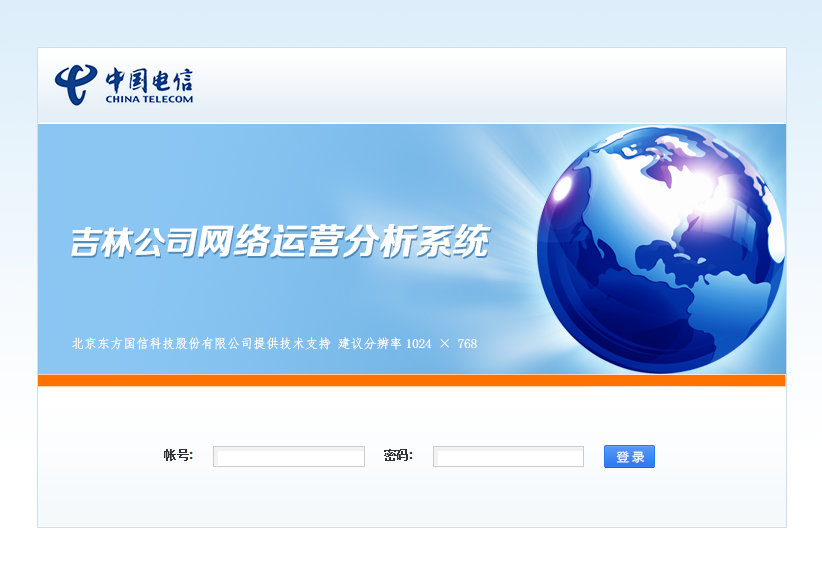 中国电信
CHINA TELECOM
吉林公司网络运营分析系统
北京东方国信科技股份有限公司提供技术支持 建议分辨率 1024 × 768
帐号: 密码: 登录